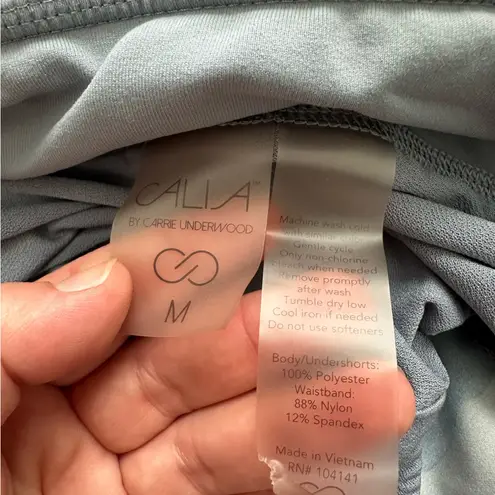 CALIA™
BY CARRIE UNDERWOOD
M
Machine wash cold
Gentle cycle
Only non chlorine
bleach when needed
Remove promptly
after wash
Tumble dry low
Cool iron if needed
Do not use softeners
Body/Undershorts:
100% Polyester
Waistband:
88% Nylon
12% Spandex
Made in Vietnam
RN# 104141